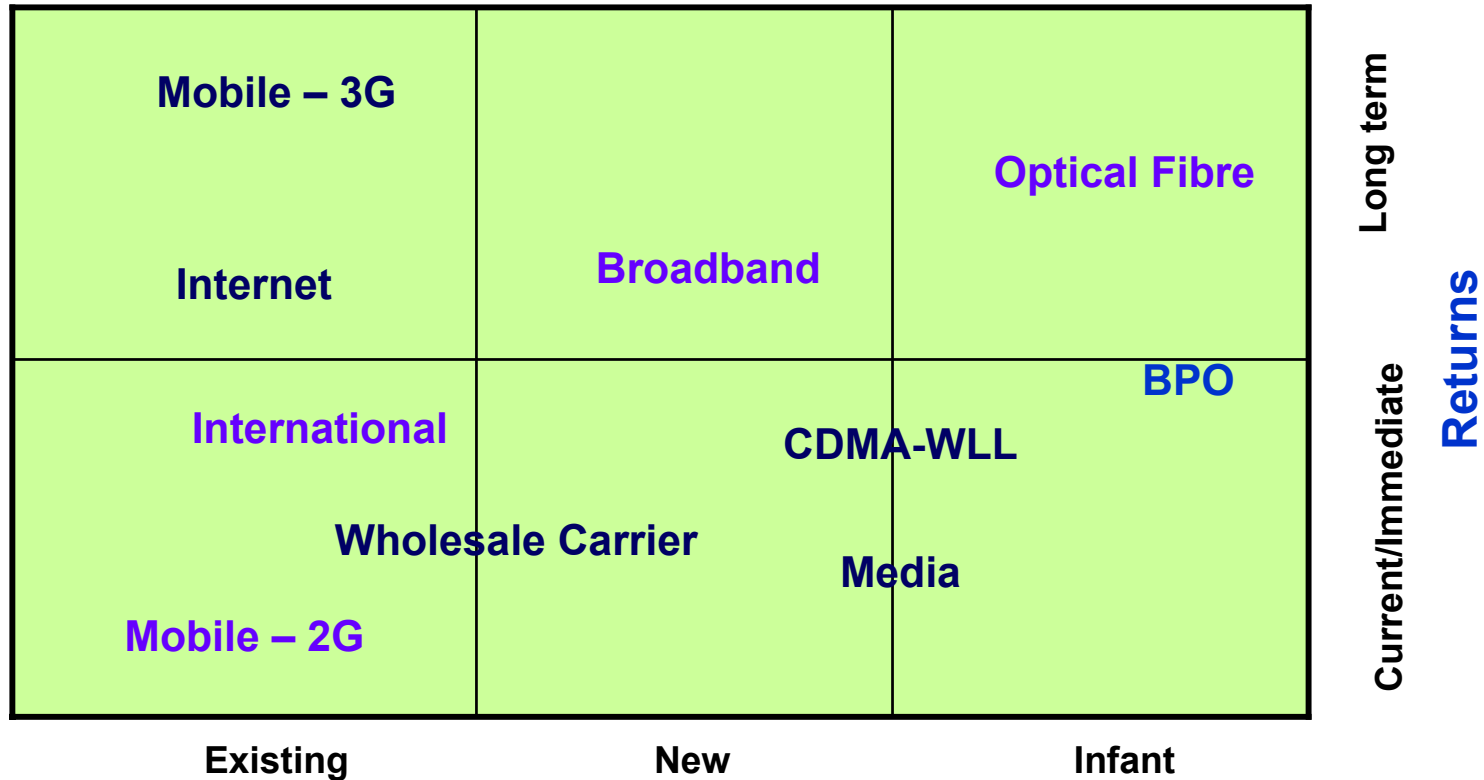 Mobile – 3G
Optical Fibre
Broadband
Internet
BPO
International
CDMA-WLL
Wholesale Carrier
Media
Mobile – 2G
Existing
New
Infant
Long term
Current/Immediate
Returns